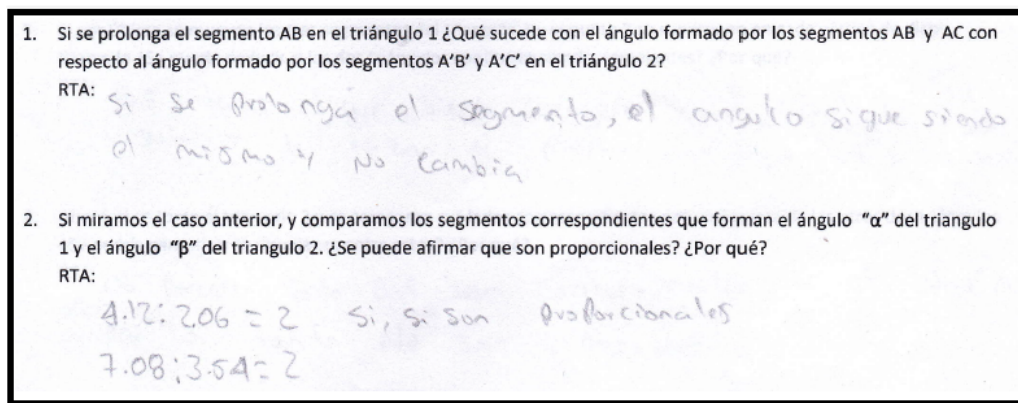 1. Si se prolonga el segmento AB en el triángulo 1 ¿Qué sucede con el ángulo formado por los segmentos AB y AC con
respecto al ángulo formado por los segmentos A'B' y A'C' en el triángulo 2?
RTA: Si se prolonga el segmento, el angulo sigue siendo
el mismo y No cambia
2. Si miramos el caso anterior, y comparamos los segmentos correspondientes que forman el ángulo "α" del triangulo
1 y el ángulo "β" del triangulo 2. ¿Se puede afirmar que son proporcionales? ¿Por qué?
RTA:
4.12:2.06 = 2 Si, si son proporcionales
7.08:3.54 = 2